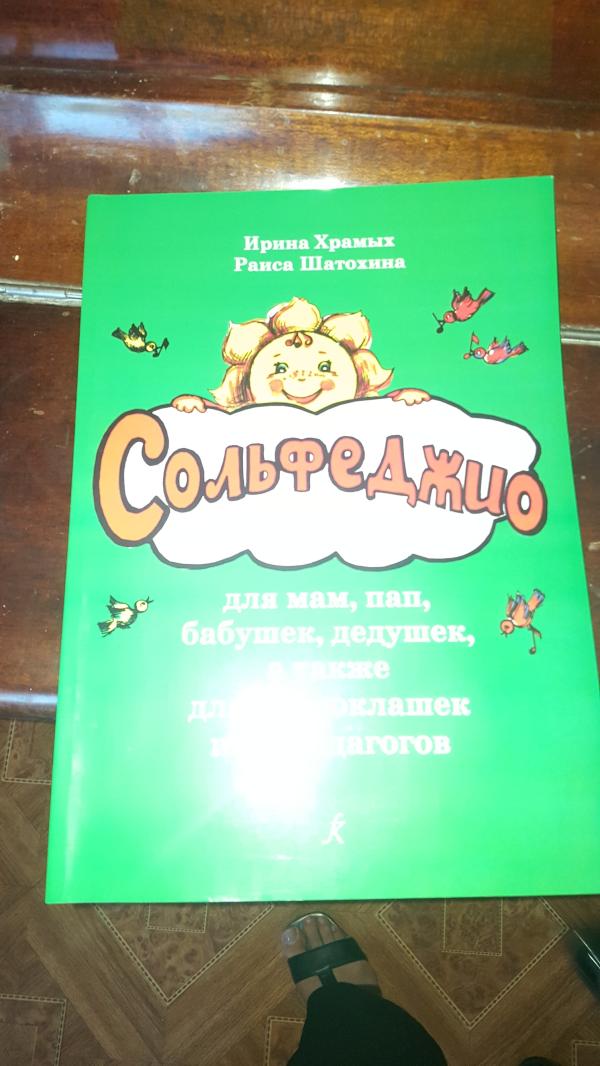 Ирина Храмых
Раиса Шатохина
Сольфеджио
для мам, пап,
бабушек, дедушек,
а также